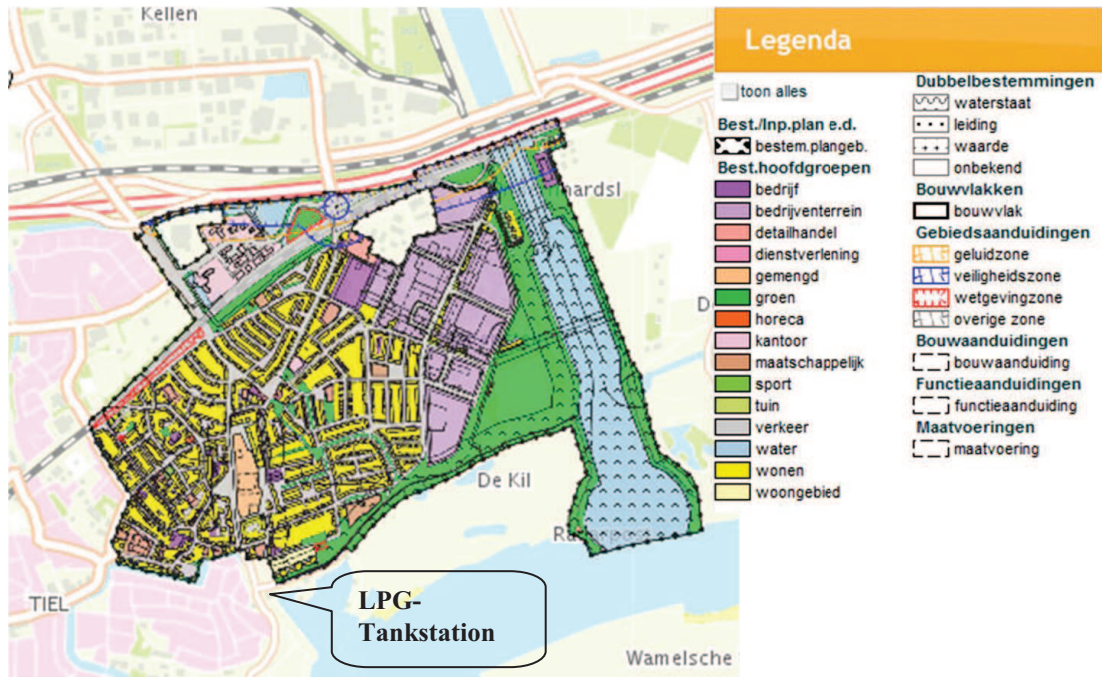 Kellen
TIEL
De Kil
LPG-
Tankstation
Wamelsche
Legenda
toon alles
Best./Inp.plan e.d.
bestem.plangeb.
Best.hoofdgroepen
bedrijf
bedrijventerrein
detailhandel
dienstverlening
gemengd
groen
horeca
kantoor
maatschappelijk
sport
tuin
verkeer
water
wonen
woongebied
Dubbelbestemmingen
waterstaat
leiding
waarde
onbekend
Bouwvlakken
bouwvlak
Gebiedsaanduidingen
geluidzone
veiligheidszone
wetgevingzone
overige zone
Bouwaanduidingen
bouwaanduiding
Functieaanduidingen
functieaanduiding
Maatvoeringen
maatvoering